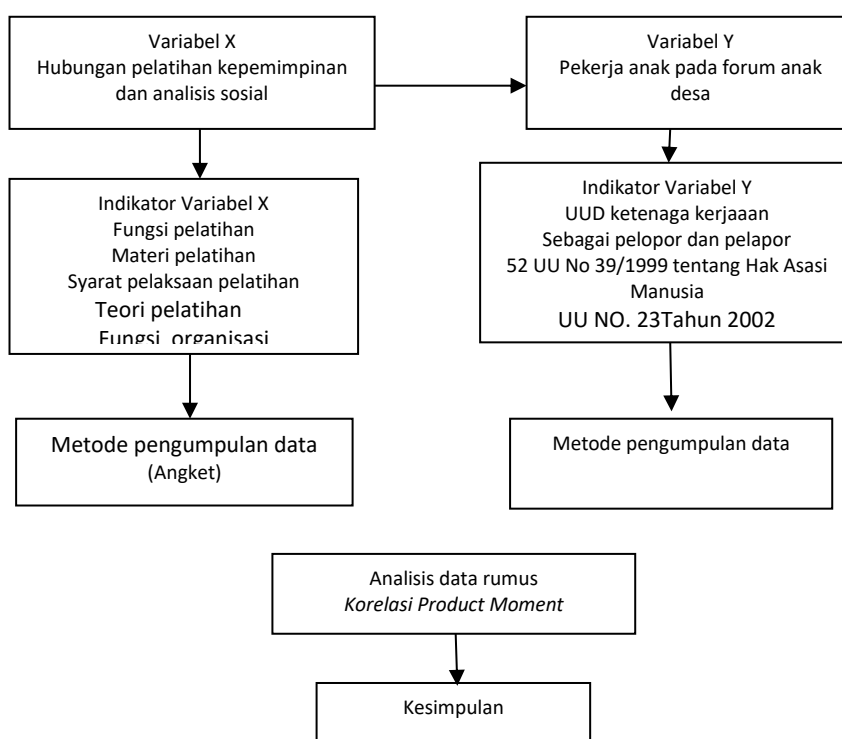 Variabel X
Hubungan pelatihan kepemimpinan
dan analisis sosial
Variabel Y
Pekerja anak pada forum anak
desa
Indikator Variabel X
Fungsi pelatihan
Materi pelatihan
Syarat pelaksaan pelatihan
Teori pelatihan
Fungsi organisasi
Indikator Variabel Y
UUD ketenaga kerjaaan
Sebagai pelopor dan pelapor
52 UU No 39/1999 tentang Hak Asasi
Manusia
UU NO. 23Tahun 2002
Metode pengumpulan data
(Angket)
Metode pengumpulan data
Analisis data rumus
Korelasi Product Moment
Kesimpulan